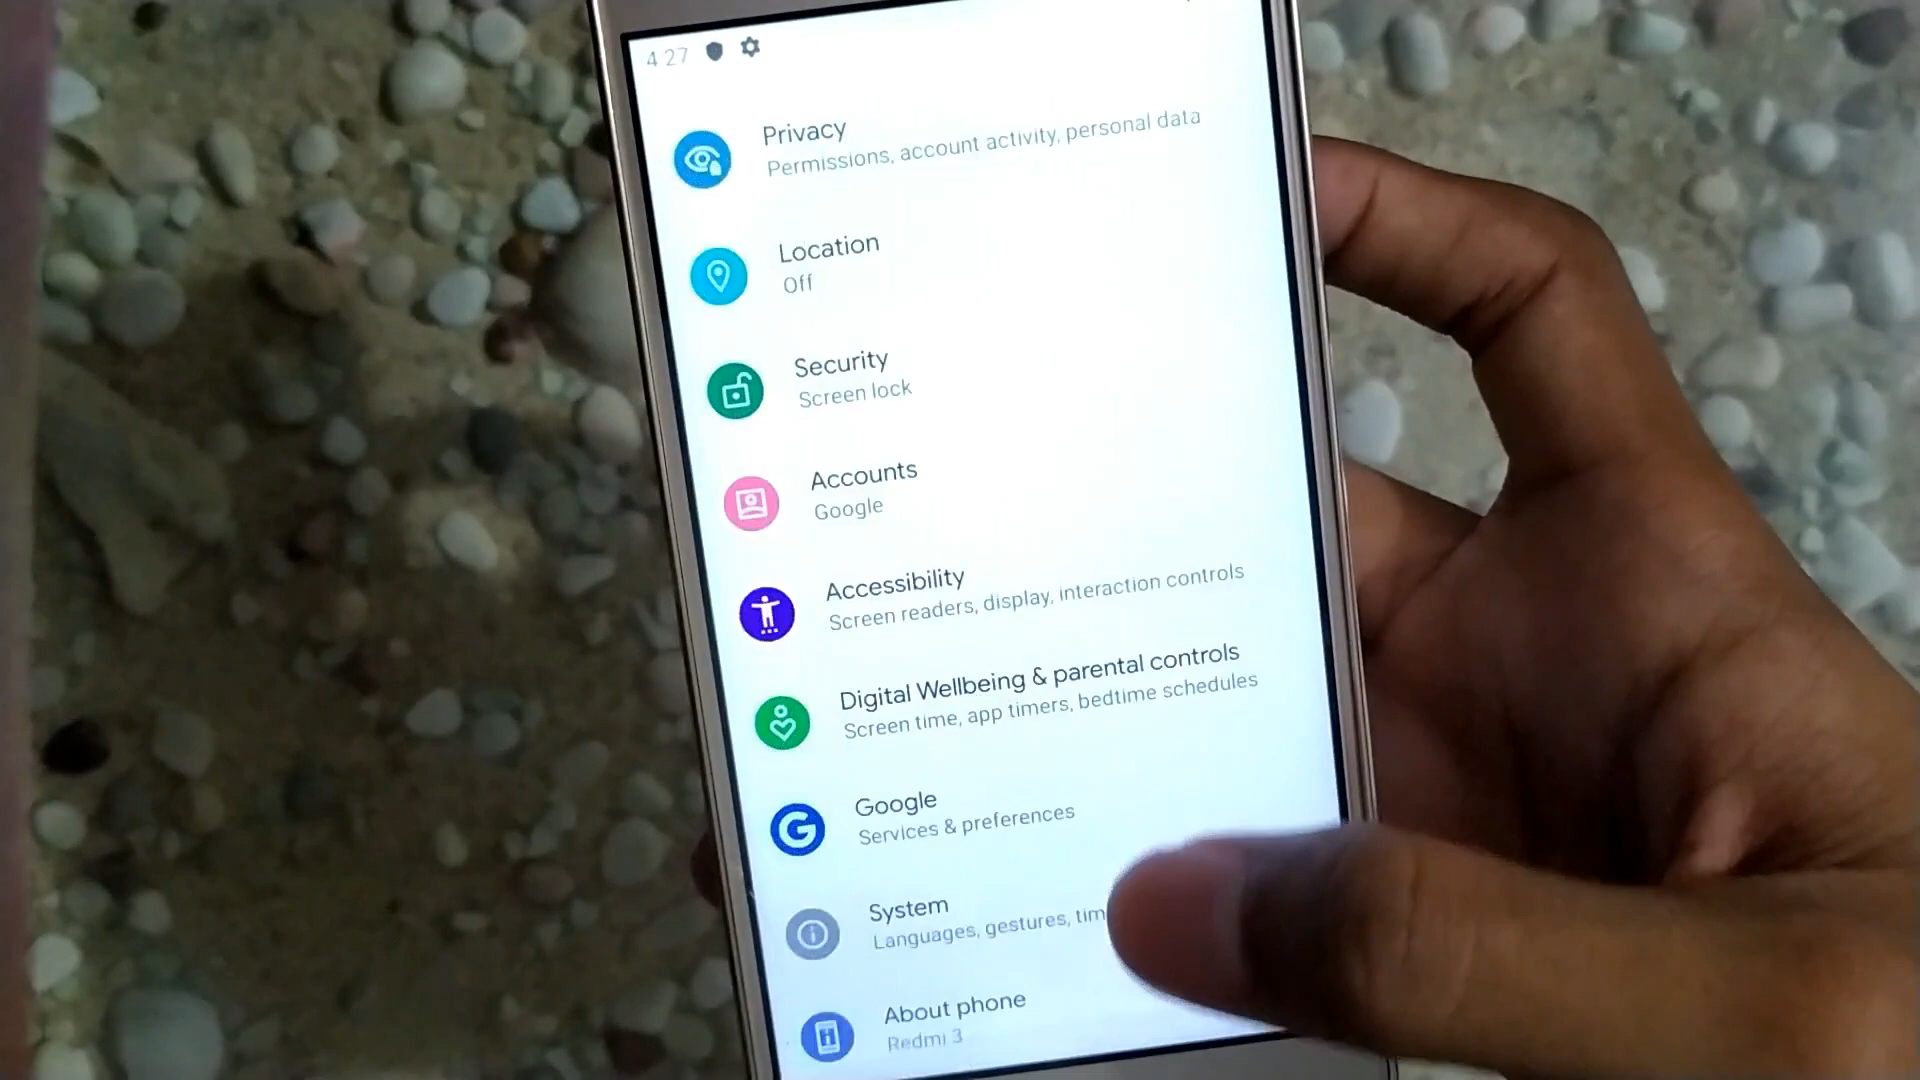 4 27
Privacy
Permissions, account activity, personal data
Location
Off
Security
Screen lock
Accounts
Google
Accessibility
Screen readers, display, interaction controls
Digital Wellbeing & parental controls
Screen time, app timers, bedtime schedules
Google
Services & preferences
System
Languages, gestures, tim
About phone
Redmi 3